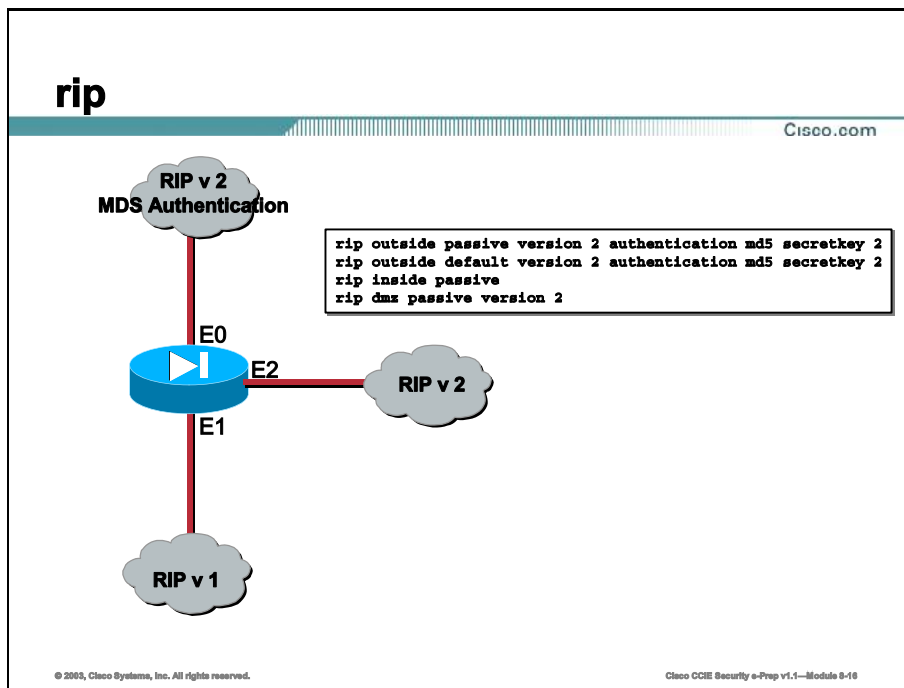 rip
Cisco.com
RIP v 2
MDS Authentication
rip outside passive version 2 authentication md5 secretkey 2
rip outside default version 2 authentication md5 secretkey 2
rip inside passive
rip dmz passive version 2
E0
E2
RIP v 2
E1
RIP v 1
© 2003, Cisco Systems, Inc. All rights reserved.
Cisco CCIE Security e-Prep v1.1—Module 8-16